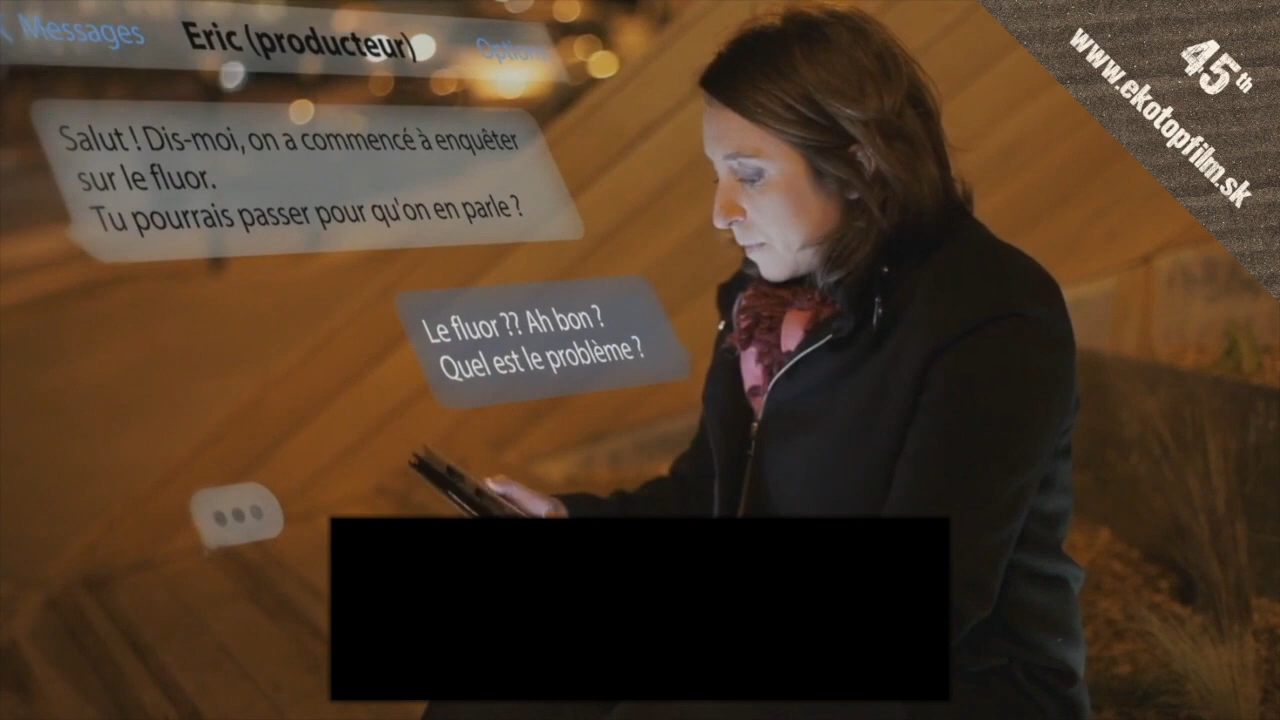 Messages
Eric (producteur)
Options
Salut ! Dis-moi, on a commencé à enquêter
sur le fluor.
Tu pourrais passer pour qu'on en parle ?
Le fluor ?? Ah bon ?
Quel est le problème ?
45th
www.ekotopfilm.sk